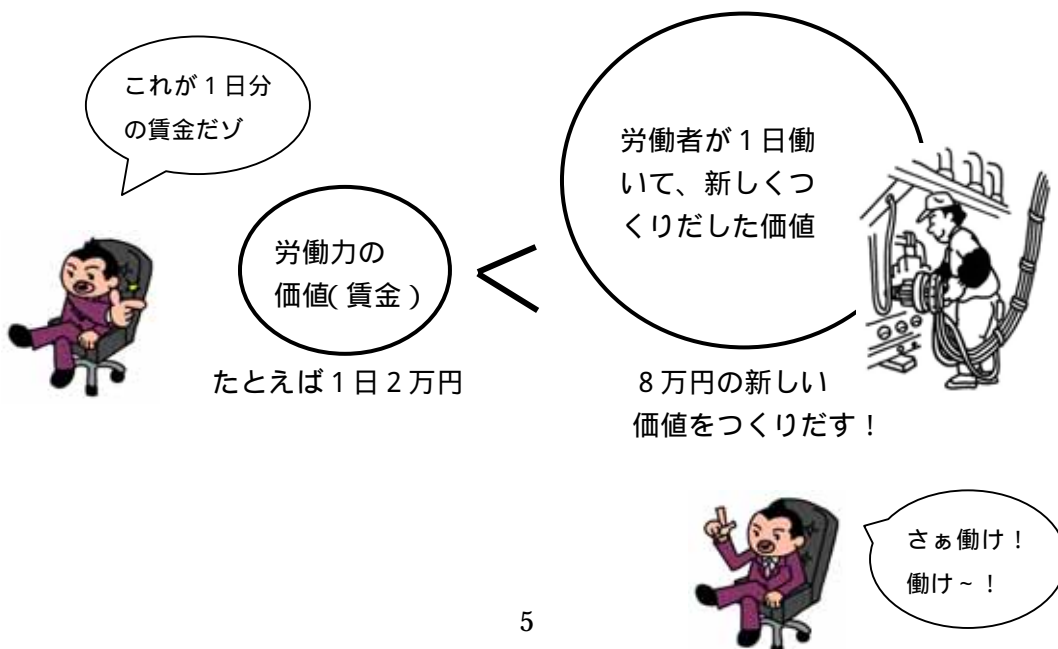 これが１日分
の賃金だゾ
労働者が１日働
いて、新しくつ
くりだした価値
労働力の
価値（賃金）
＜
たとえば１日２万円
８万円の新しい
価値をつくりだす！
さぁ働け！
働け～！
5